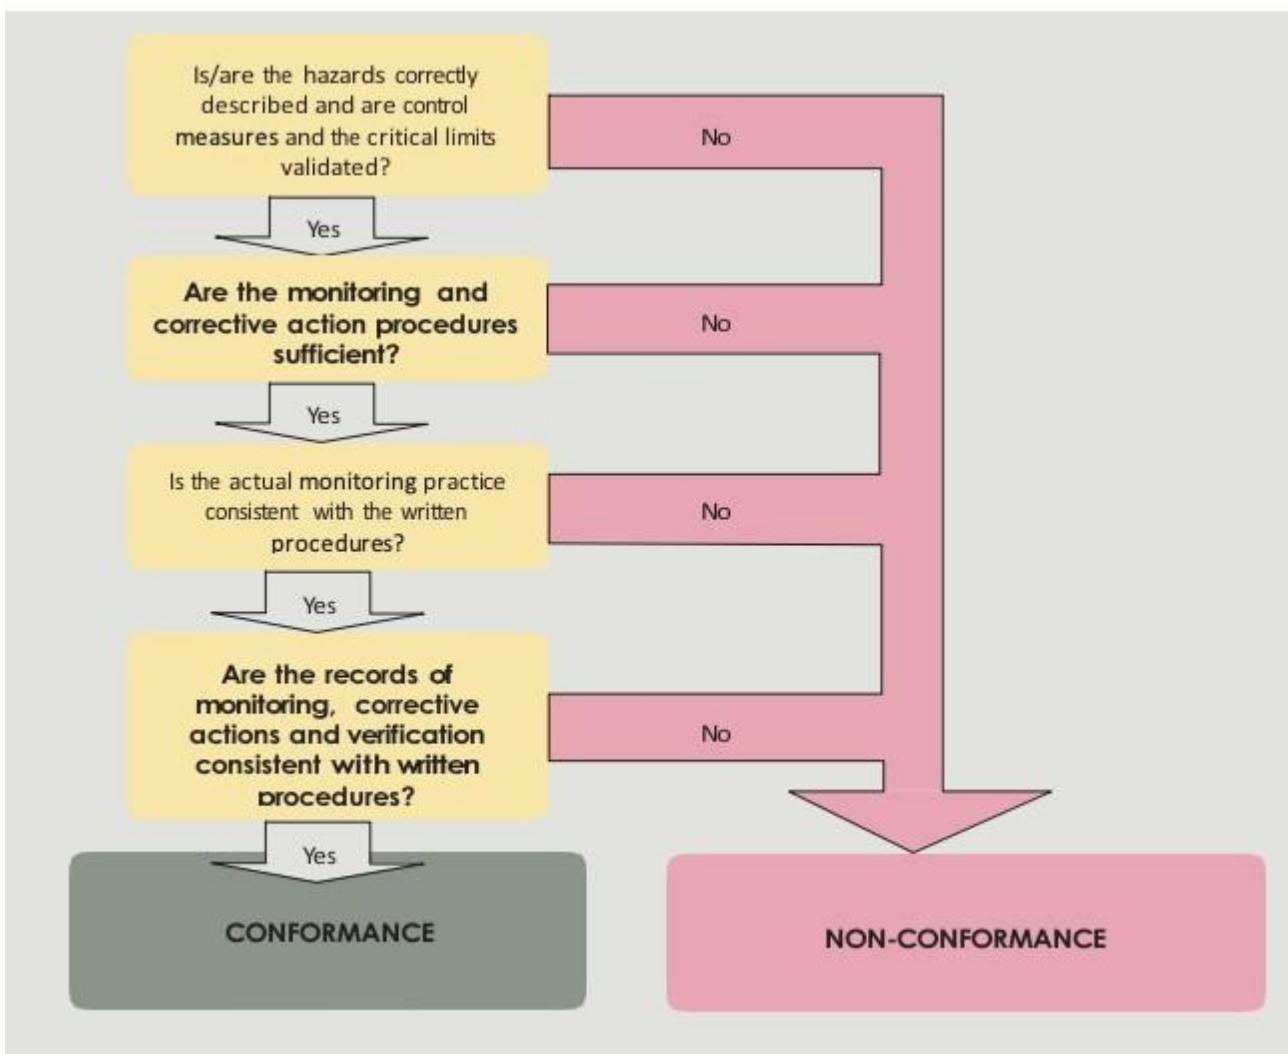 Is/are the hazards correctly
described and are control
measures and the critical limits
validated?
No
Yes
Are the monitoring and
corrective action procedures
sufficient?
No
Yes
Is the actual monitoring practice
consistent with the written
procedures?
No
Yes
Are the records of
monitoring, corrective
actions and verification
consistent with written
procedures?
No
Yes
CONFORMANCE
NON-CONFORMANCE